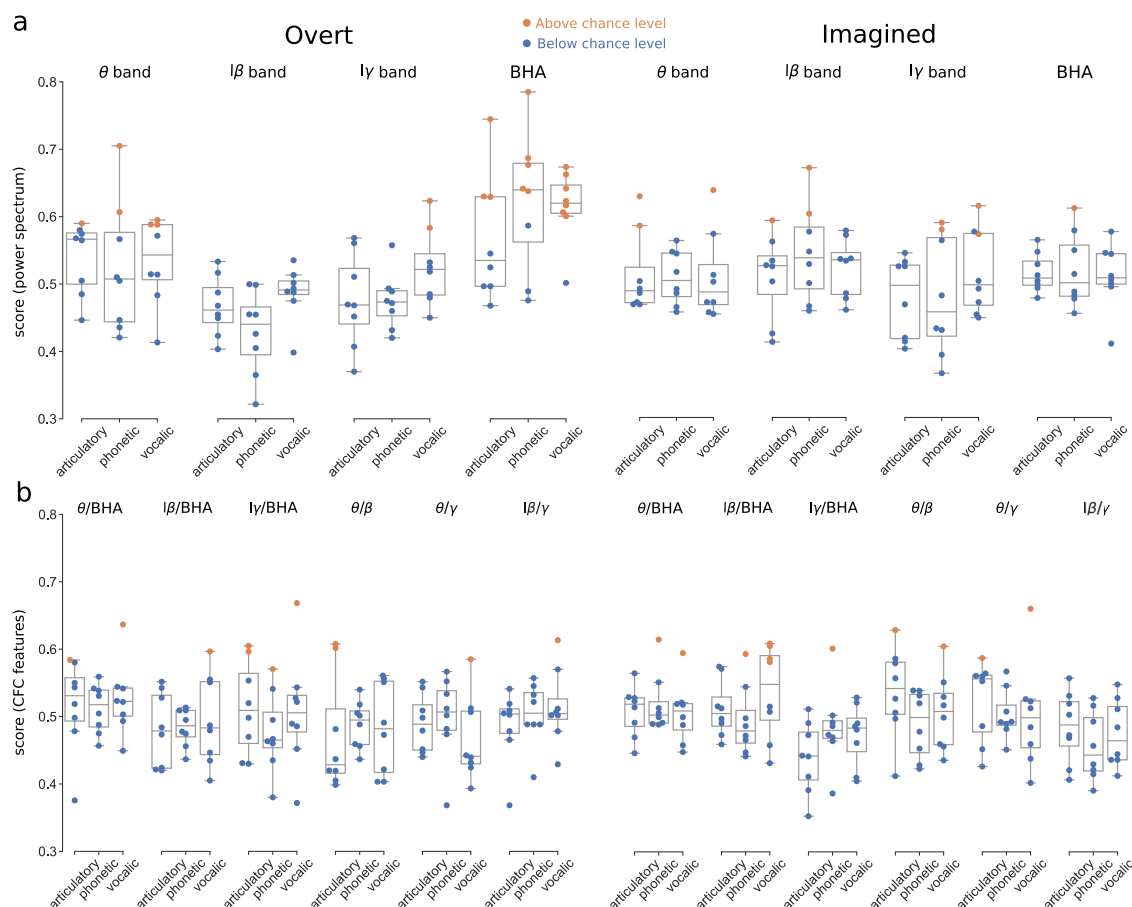 a
Overt
Above chance level
Below chance level
Imagined
θ band lβ band lγ band BHA θ band lβ band lγ band BHA
score (power spectrum)
0.8
0.7
0.6
0.5
0.4
0.3
articulatory phonetic vocalic articulatory phonetic vocalic articulatory phonetic vocalic articulatory phonetic vocalic articulatory phonetic vocalic articulatory phonetic vocalic articulatory phonetic vocalic articulatory phonetic vocalic
b
θ/BHA lβ/BHA lγ/BHA θ/β θ/γ lβ/γ θ/BHA lβ/BHA lγ/BHA θ/β θ/γ lβ/γ
score (CFC features)
0.8
0.7
0.6
0.5
0.4
0.3
articulatory phonetic vocalic articulatory phonetic vocalic articulatory phonetic vocalic articulatory phonetic vocalic articulatory phonetic vocalic articulatory phonetic vocalic articulatory phonetic vocalic articulatory phonetic vocalic articulatory phonetic vocalic articulatory phonetic vocalic articulatory phonetic vocalic articulatory phonetic vocalic